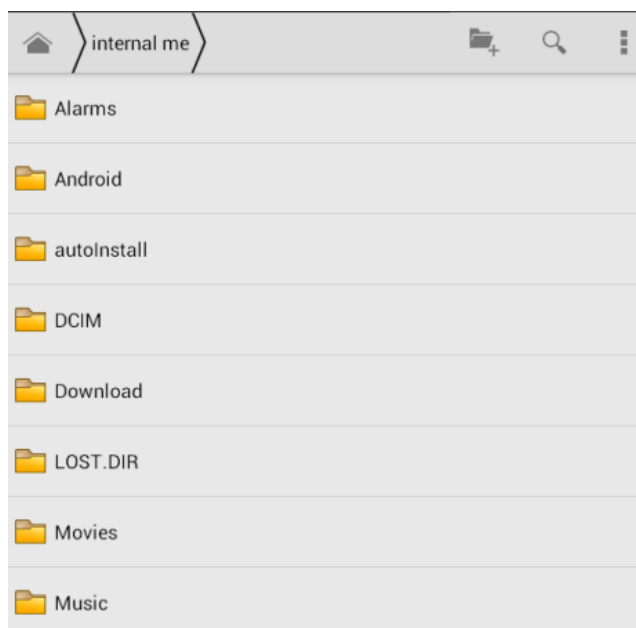 internal me
Alarms
Android
autoInstall
DCIM
Download
LOST.DIR
Movies
Music